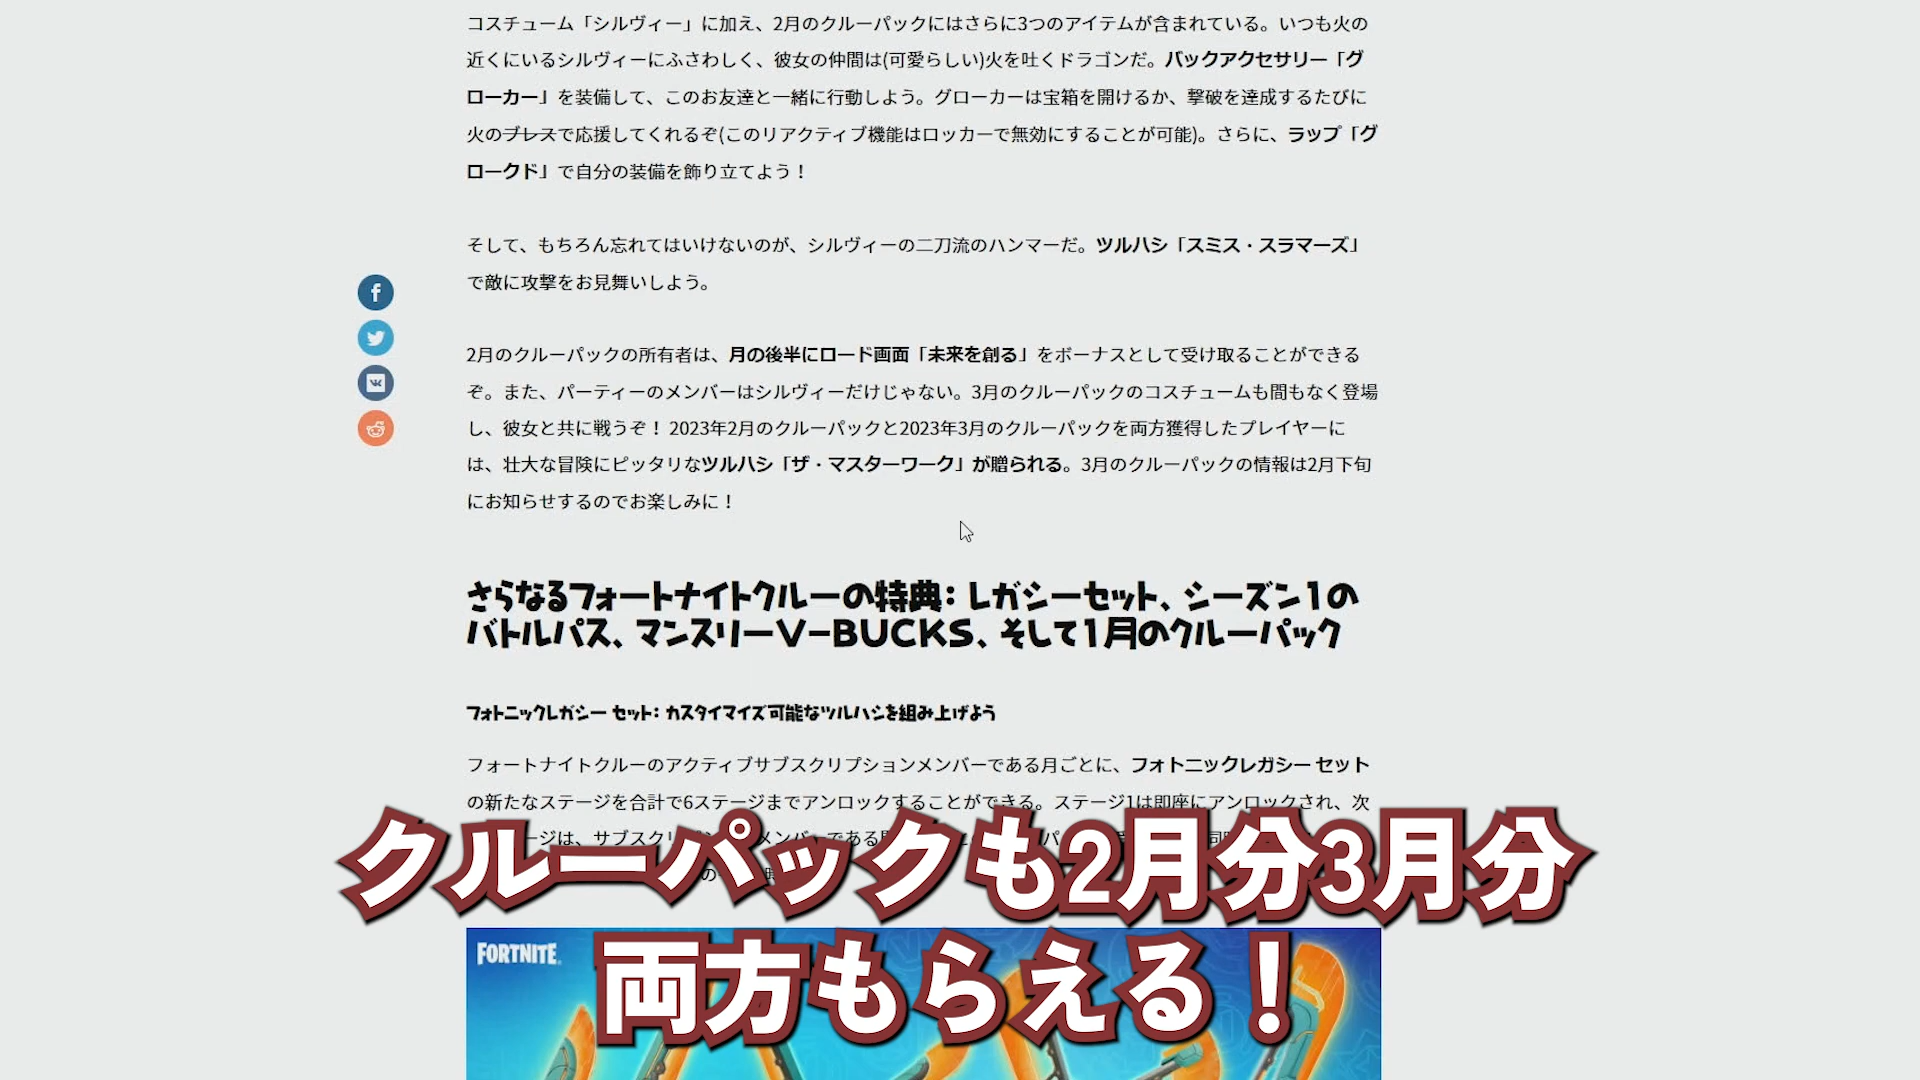 コスチューム「シルヴィー」に加え、2月のクルーパックにはさらに3つのアイテムが含まれている。いつも火の
近くにいるシルヴィーにふさわしく、彼女の仲間は(可愛らしい)火を吐くドラゴンだ。バックアクセサリー「グ
ローカー」を装備して、このお友達と一緒に行動しよう。グローカーは宝箱を開けるか、撃破を達成するたびに
火のブレスで応援してくれるぞ(このリアクティブ機能はロッカーで無効にすることが可能)。さらに、ラップ「グ
ロークド」で自分の装備を飾り立てよう！
そして、もちろん忘れてはいけないのが、シルヴィーの二刀流のハンマーだ。ツルハシ「スミス・スラマーズ」
で敵に攻撃をお見舞いしよう。
2月のクルーパックの所有者は、月の後半にロード画面「未来を創る」をボーナスとして受け取ることができる
ぞ。また、パーティーのメンバーはシルヴィーだけじゃない。3月のクルーパックのコスチュームも間もなく登場
し、彼女と共に戦うぞ！ 2023年2月のクルーパックと2023年3月のクルーパックを両方獲得したプレイヤーに
は、壮大な冒険にピッタリなツルハシ「ザ・マスターワーク」が贈られる。3月のクルーパックの情報は2月下旬
にお知らせするのでお楽しみに！
さらなるフォートナイトクルーの特典: レガシーセット、シーズン1の
バトルパス、マンスリーV-BUCKS、そして1月のクルーパック
フォトニックレガシー セット: カスタイマイズ可能なツルハシを組み上げよう
フォートナイトクルーのアクティブサブスクリプションメンバーである月ごとに、フォトニックレガシー セット
の新たなステージを合計で6ステージまでアンロックすることができる。ステージ1は即座にアンロックされ、次
ージは、サブスク メンバーである
クルーパックも2月分3月分
両方もらえる！
FORTNITE